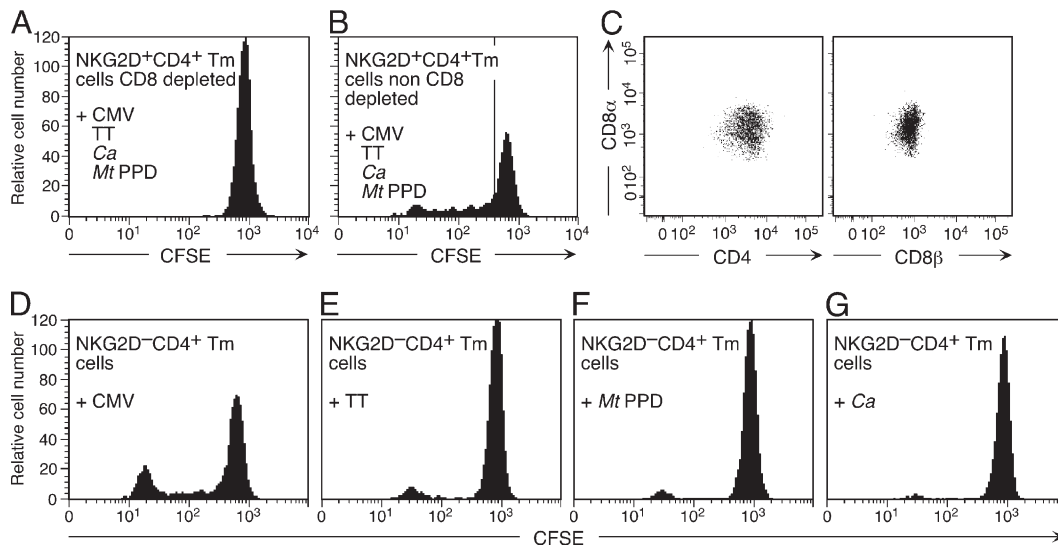 A
Relative cell number
120
100
80
60
40
20
0
NKG2D+CD4+ Tm
cells CD8 depleted
+ CMV
TT
Ca
Mt PPD
0 10¹ 10² 10³ 10⁴
CFSE
B
NKG2D+CD4+Tm
cells non CD8
depleted
+ CMV
TT
Ca
Mt PPD
0 10¹ 10² 10³ 10⁴
CFSE
C
CD8α
10⁵
10⁴
10³
0 10²
0 10² 10³ 10⁴ 10⁵
CD4
0 10² 10³ 10⁴ 10⁵
CD8β
D
Relative cell number
120
100
80
60
40
20
0
NKG2D–CD4+ Tm
cells
+ CMV
0 10¹ 10² 10³ 10⁴
E
NKG2D–CD4+ Tm
cells
+ TT
0 10¹ 10² 10³ 10⁴
F
NKG2D–CD4+ Tm
cells
+ Mt PPD
0 10¹ 10² 10³ 10⁴
G
NKG2D–CD4+ Tm
cells
+ Ca
0 10¹ 10² 10³ 10⁴
CFSE